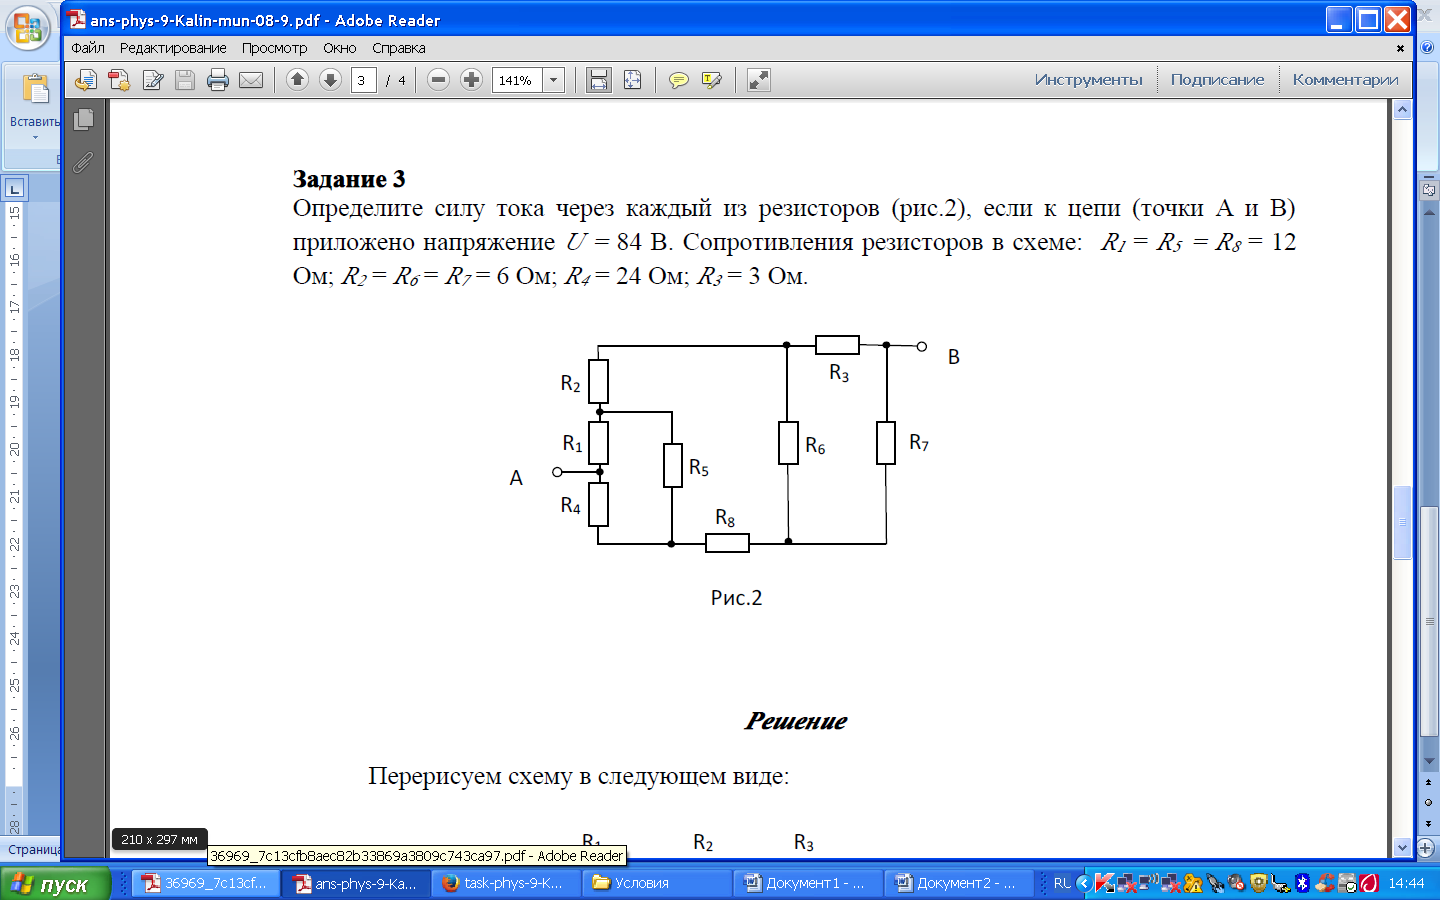 ans-phys-9-Kalin-mun-08-9.pdf - Adobe Reader
Файл Редактирование Просмотр Окно Справка
3 / 4 141% Инструменты Подписание Комментарии
Вставить
Задание 3
Определите силу тока через каждый из резисторов (рис.2), если к цепи (точки А и В)
приложено напряжение U = 84 В. Сопротивления резисторов в схеме: R1 = R5 = R8 = 12
Ом; R2 = R6 = R7 = 6 Ом; R4 = 24 Ом; R3 = 3 Ом.
B
R3
R2
R1
R6
R7
A
R5
R4
R8
Рис.2
Решение
Перерисуем схему в следующем виде:
R1 R2 R3
210 x 297 мм
Страница
36969_7c13cfb8aec82b33869a3809c743ca97.pdf - Adobe Reader
пуск
36969_7c13cf...
ans-phys-9-Ka...
task-phys-9-K...
Условия
Документ1 - ...
Документ2 - ...
RU
14:44